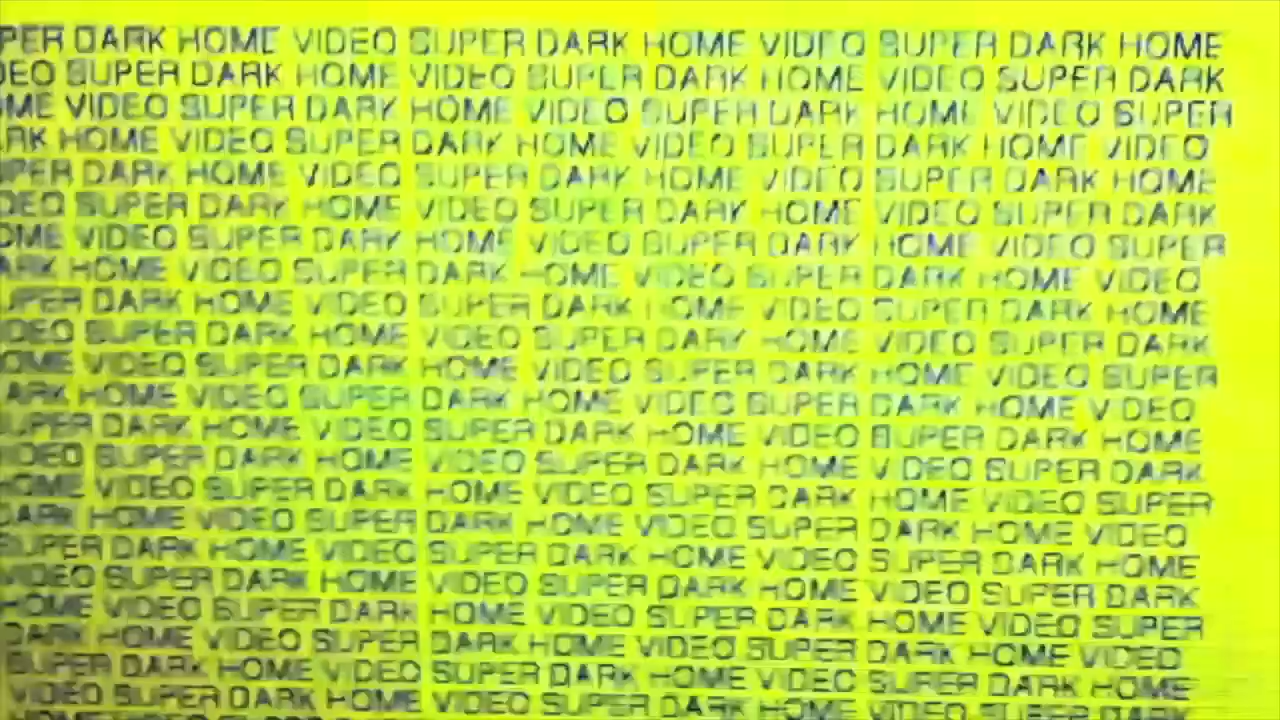 PER DARK HOME VIDEO SUPER DARK HOME VIDEO SUPER DARK HOME
DEO SUPER DARK HOME VIDEO SUPER DARK HOME VIDEO SUPER DARK
OME VIDEO SUPER DARK HOME VIDEO SUPER DARK HOME VIDEO SUPER
ARK HOME VIDEO SUPER DARK HOME VIDEO SUPER DARK HOME VIDEO
UPER DARK HOME VIDEO SUPER DARK HOME VIDEO SUPER DARK HOME
DEO SUPER DARK HOME VIDEO SUPER DARK HOME VIDEO SUPER DARK
OME VIDEO SUPER DARK HOME VIDEO SUPER DARK HOME VIDEO SUPER
ARK HOME VIDEO SUPER DARK HOME VIDEO SUPER DARK HOME VIDEO
UPER DARK HOME VIDEO SUPER DARK HOME VIDEO SUPER DARK HOME
IDEO SUPER DARK HOME VIDEO SUPER DARK HOME VIDEO SUPER DARK
OME VIDEO SUPER DARK HOME VIDEO SUPER DARK HOME VIDEO SUPER
DARK HOME VIDEO SUPER DARK HOME VIDEO SUPER DARK HOME VIDEO
SUPER DARK HOME VIDEO SUPER DARK HOME VIDEO SUPER DARK HOME
VIDEO SUPER DARK HOME VIDEO SUPER DARK HOME VIDEO SUPER DARK
HOME VIDEO SUPER DARK HOME VIDEO SUPER DARK HOME VIDEO SUPER
DARK HOME VIDEO SUPER DARK HOME VIDEO SUPER DARK HOME VIDEO
SUPER DARK HOME VIDEO SUPER DARK HOME VIDEO SUPER DARK HOME
VIDEO SUPER DARK HOME VIDEO SUPER DARK HOME VIDEO SUPER DARK
HOME VIDEO SUPER DARK HOME VIDEO SUPER DARK HOME VIDEO SUPER
DARK HOME VIDEO SUPER DARK HOME VIDEO SUPER DARK HOME VIDEO
SUPER DARK HOME VIDEO SUPER DARK HOME VIDEO SUPER DARK HOME
VIDEO SUPER DARK HOME VIDEO SUPER DARK HOME VIDEO SUPER DARK
HOME VIDEO